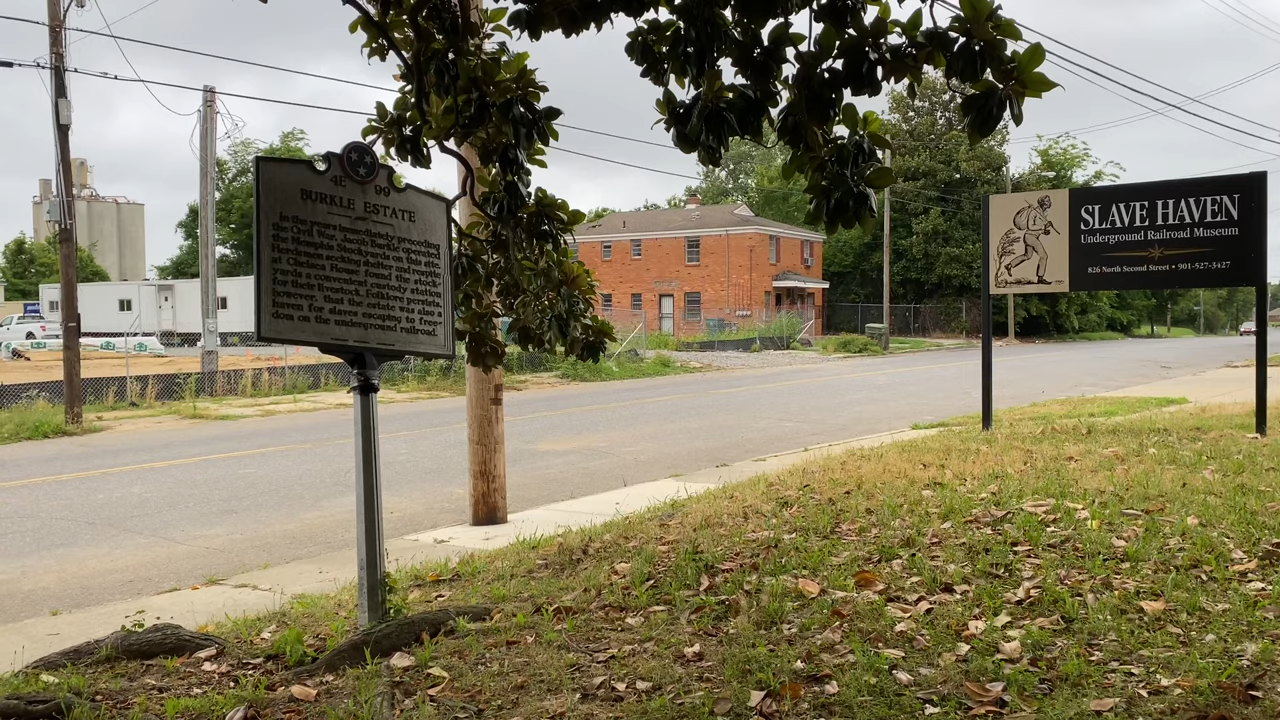 4E 99
BURKLE ESTATE
In the years immediately preceding
the Civil War, Jacob Burkle operated
the Memphis Stockyards on this site.
Herdsmen seeking shelter and respite
at Chelsea House found the stock-
yards a convenient custody station
for their livestock. Folklore persists,
however, that the estate was also a
haven for slaves escaping to free-
dom on the underground railroad.
SLAVE HAVEN
Underground Railroad Museum
826 North Second Street • 901-527-3427